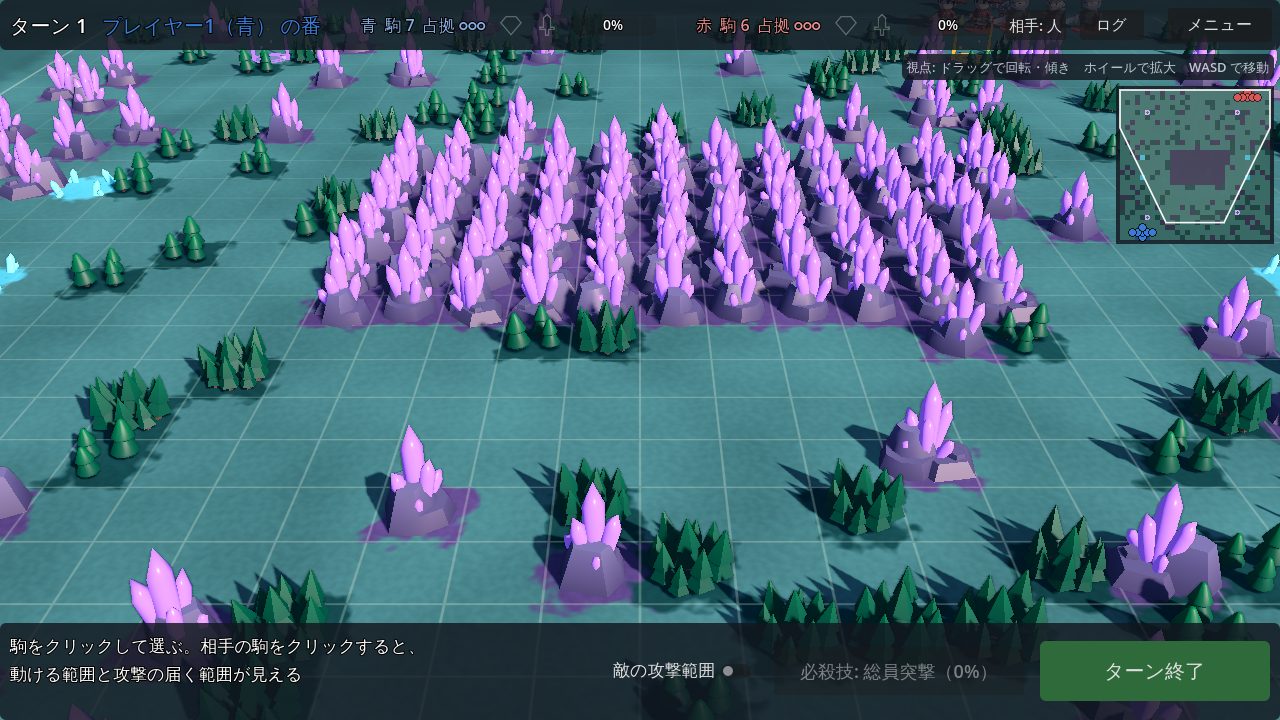 ターン 1 プレイヤー1（青） の番 青 駒 7 占拠 0% 赤 駒 6 占拠 0% 相手: 人 ログ メニュー
視点: ドラッグで回転・傾き ホイールで拡大 WASD で移動
駒をクリックして選ぶ。相手の駒をクリックすると、
動ける範囲と攻撃の届く範囲が見える
敵の攻撃範囲
必殺技: 総員突撃（0%）
ターン終了